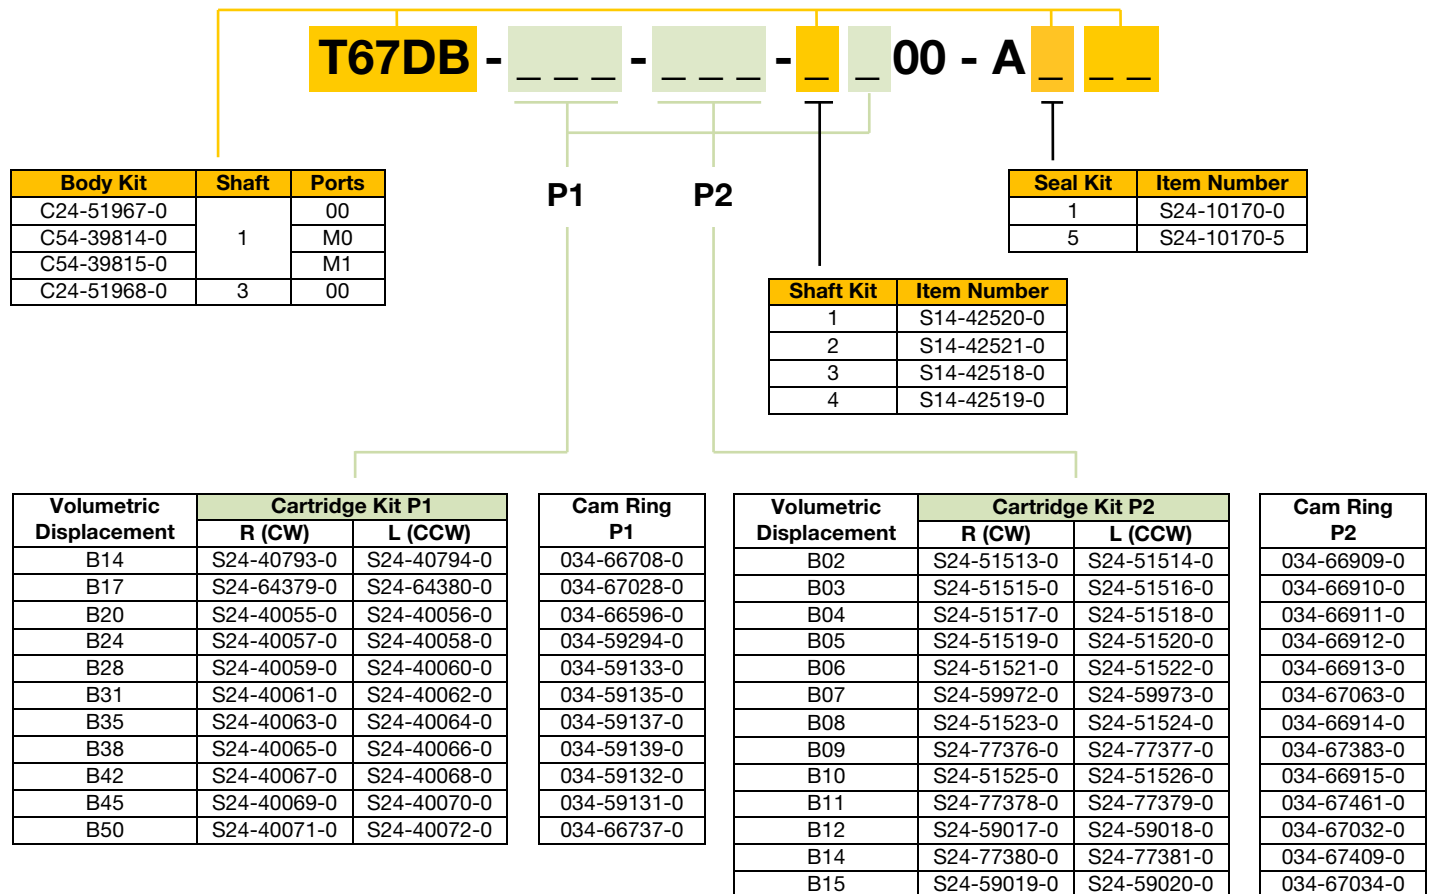 T67DB - _ _ _ - _ _ _ - _ _ 00 - A _ _ _
Body Kit Shaft Ports
C24-51967-0 1 00
C54-39814-0 M0
C54-39815-0 M1
C24-51968-0 3 00
P1
P2
Seal Kit Item Number
1 S24-10170-0
5 S24-10170-5
Shaft Kit Item Number
1 S14-42520-0
2 S14-42521-0
3 S14-42518-0
4 S14-42519-0
Volumetric Displacement Cartridge Kit P1
R (CW) L (CCW)
B14 S24-40793-0 S24-40794-0
B17 S24-64379-0 S24-64380-0
B20 S24-40055-0 S24-40056-0
B24 S24-40057-0 S24-40058-0
B28 S24-40059-0 S24-40060-0
B31 S24-40061-0 S24-40062-0
B35 S24-40063-0 S24-40064-0
B38 S24-40065-0 S24-40066-0
B42 S24-40067-0 S24-40068-0
B45 S24-40069-0 S24-40070-0
B50 S24-40071-0 S24-40072-0
Cam Ring
P1
034-66708-0
034-67028-0
034-66596-0
034-59294-0
034-59133-0
034-59135-0
034-59137-0
034-59139-0
034-59132-0
034-59131-0
034-66737-0
Volumetric Displacement Cartridge Kit P2
R (CW) L (CCW)
B02 S24-51513-0 S24-51514-0
B03 S24-51515-0 S24-51516-0
B04 S24-51517-0 S24-51518-0
B05 S24-51519-0 S24-51520-0
B06 S24-51521-0 S24-51522-0
B07 S24-59972-0 S24-59973-0
B08 S24-51523-0 S24-51524-0
B09 S24-77376-0 S24-77377-0
B10 S24-51525-0 S24-51526-0
B11 S24-77378-0 S24-77379-0
B12 S24-59017-0 S24-59018-0
B14 S24-77380-0 S24-77381-0
B15 S24-59019-0 S24-59020-0
Cam Ring
P2
034-66909-0
034-66910-0
034-66911-0
034-66912-0
034-66913-0
034-67063-0
034-66914-0
034-67383-0
034-66915-0
034-67461-0
034-67032-0
034-67409-0
034-67034-0